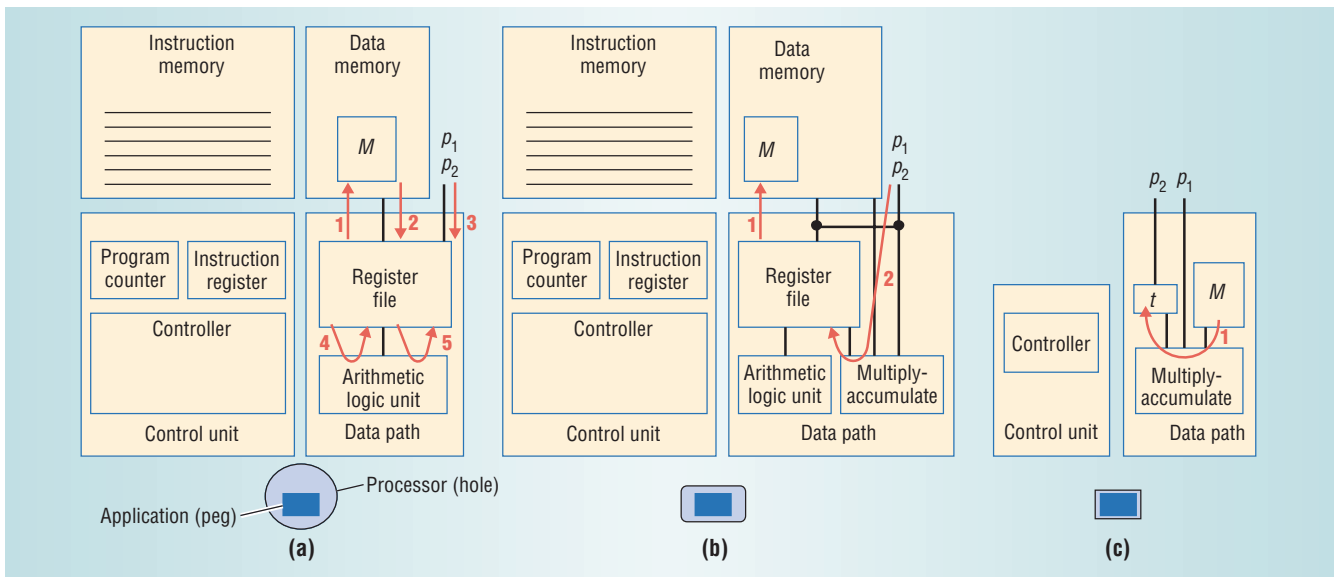 Instruction
memory
Data
memory
M
p1
p2
1
2
3
Program
counter
Instruction
register
Register
file
Controller
4
5
Arithmetic
logic unit
Control unit
Data path
Processor (hole)
Application (peg)
(a)
Instruction
memory
Data
memory
M
p1
p2
1
2
Program
counter
Instruction
register
Register
file
Controller
Arithmetic
logic unit
Multiply-
accumulate
Control unit
Data path
(b)
p2 p1
t
M
1
Controller
Multiply-
accumulate
Control unit
Data path
(c)